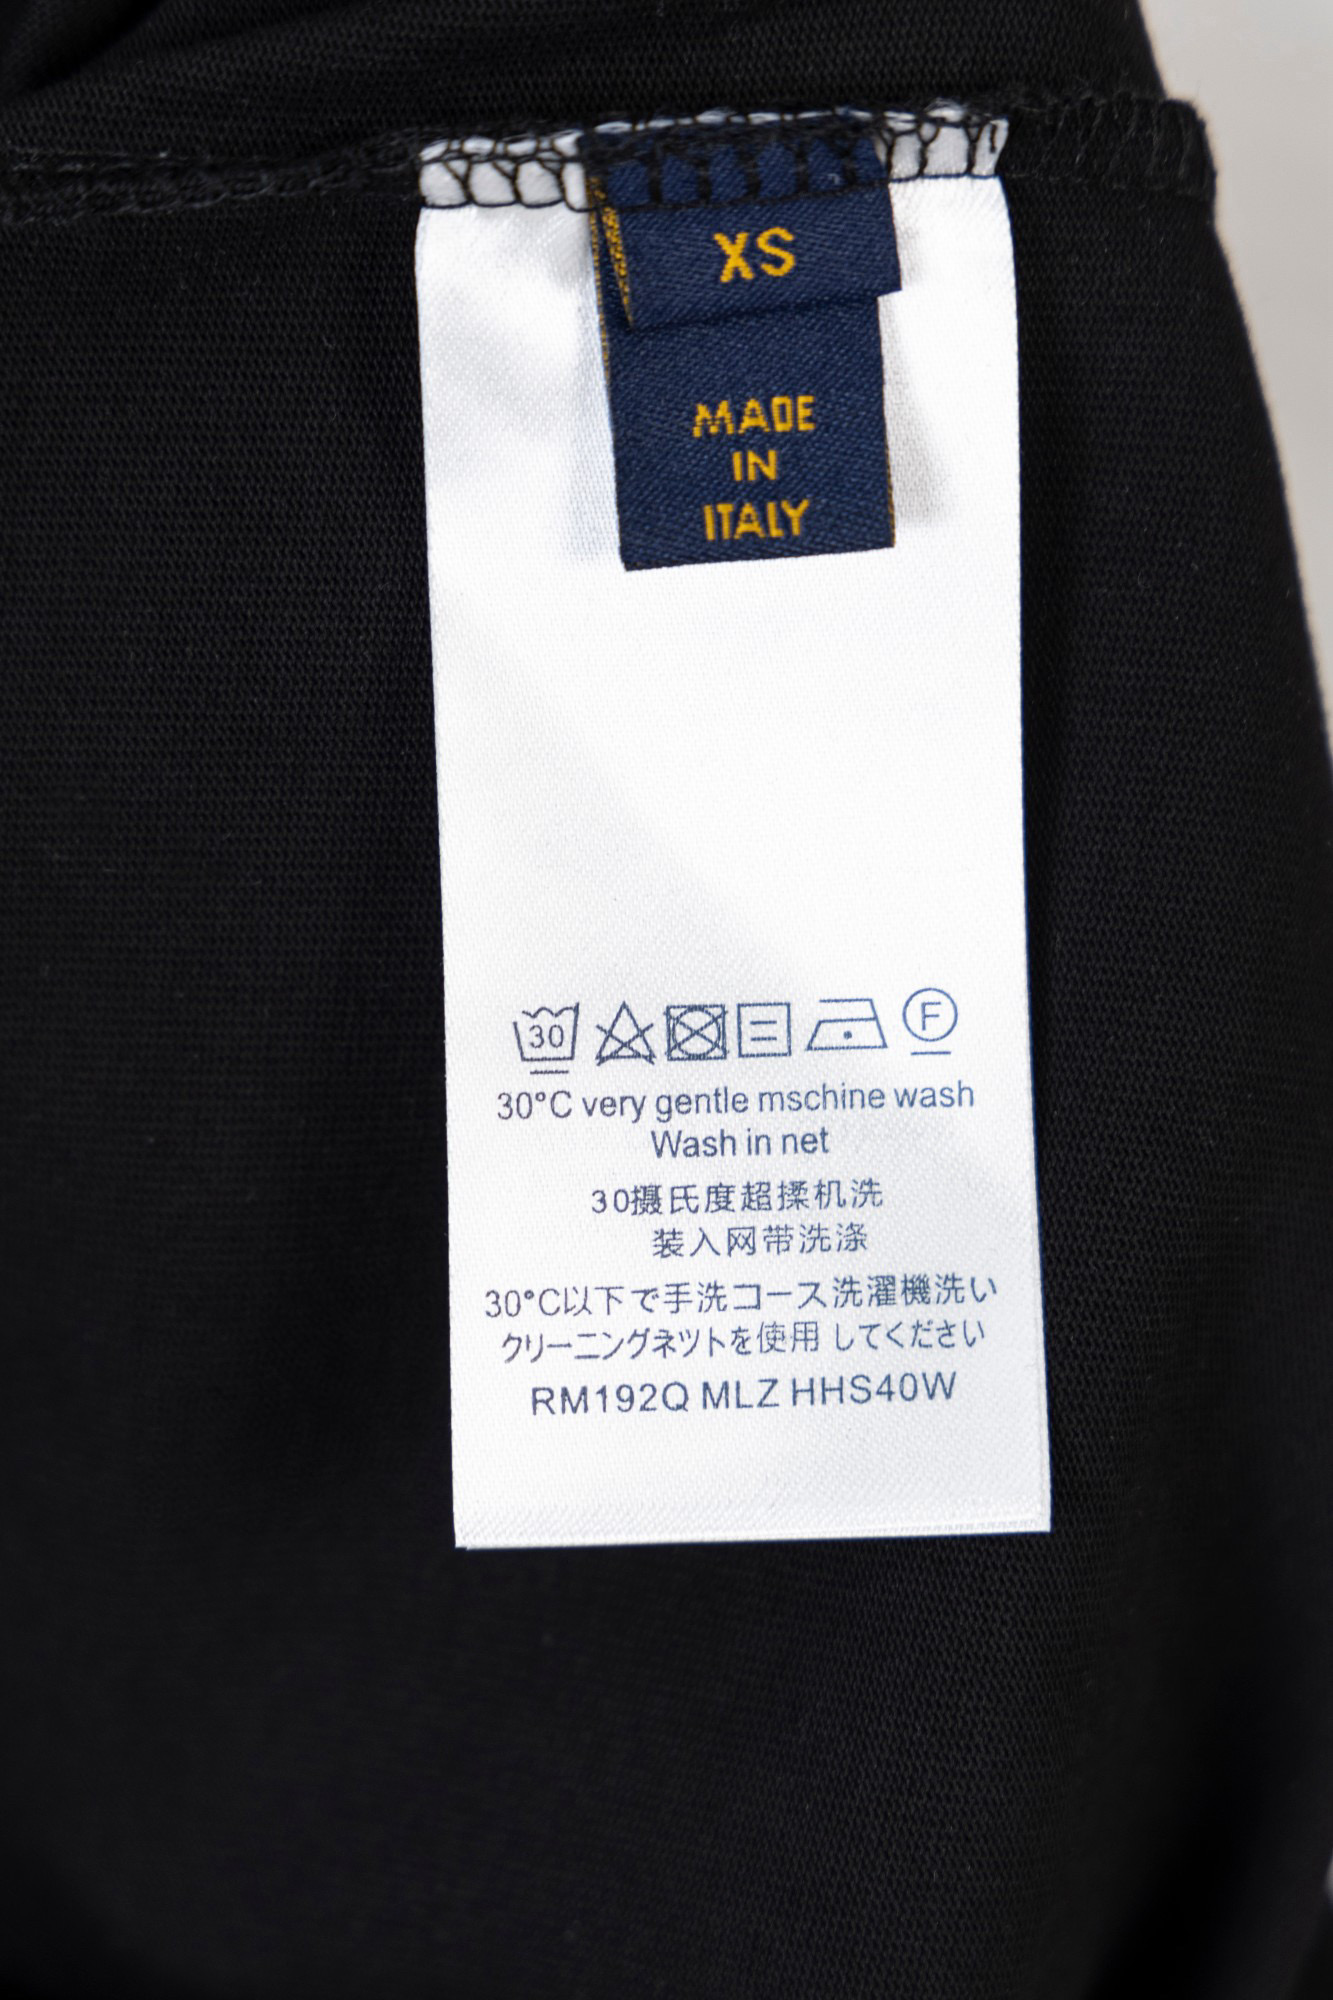 XS
MADE
IN
ITALY
30 F
30°C very gentle mschine wash
Wash in net
30摄氏度超揉机洗
装入网带洗涤
30°C以下で手洗コース洗濯機洗い
クリーニングネツトを使用してください
RM192Q MLZ HHS40W